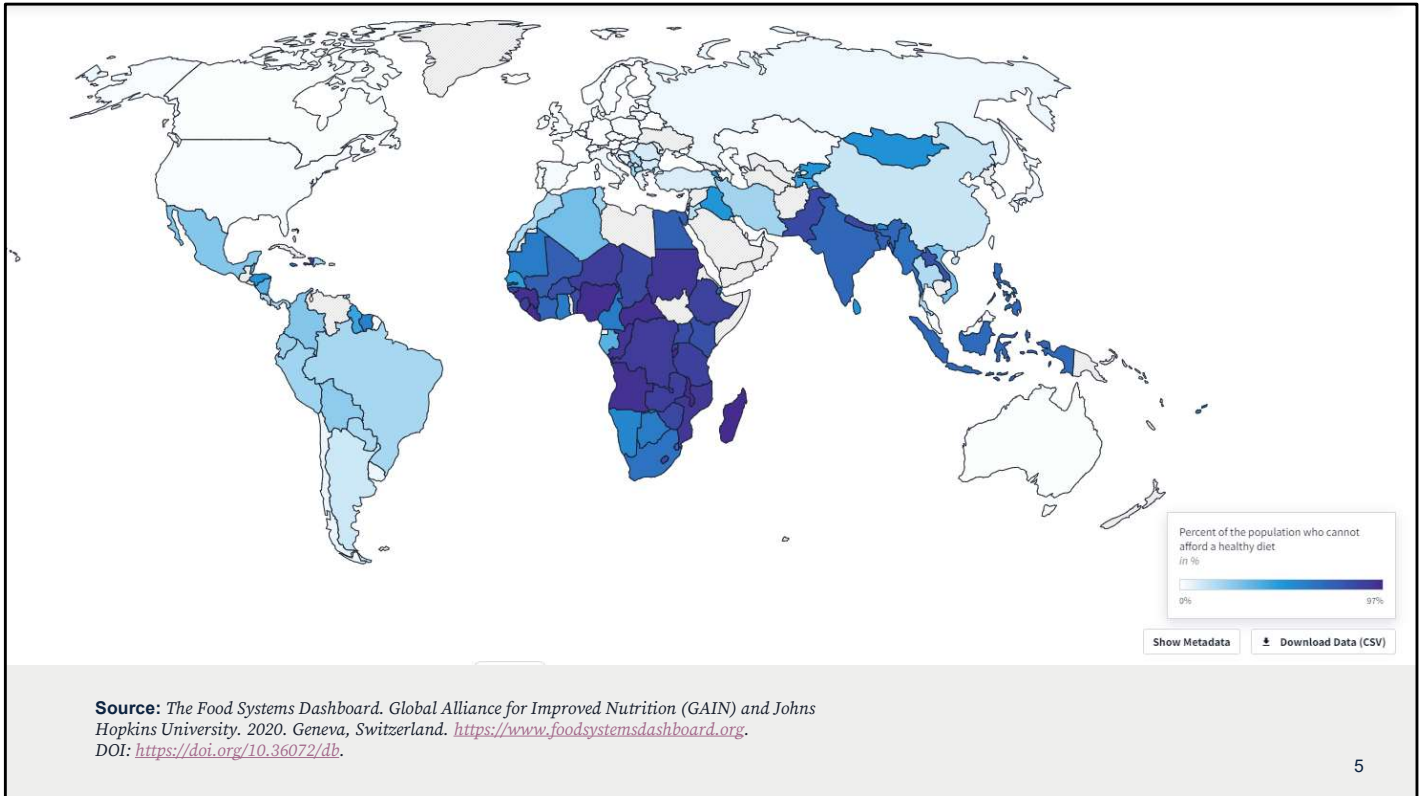 Percent of the population who cannot
afford a healthy diet
in %
0% 97%
Show Metadata Download Data (CSV)
Source: The Food Systems Dashboard. Global Alliance for Improved Nutrition (GAIN) and Johns
Hopkins University. 2020. Geneva, Switzerland. https://www.foodsystemsdashboard.org.
DOI: https://doi.org/10.36072/db.
5